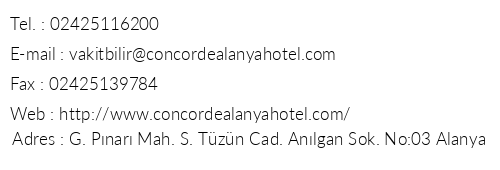 Tel. : 02425116200
E-mail : vakitbilir@concordealanyahotel.com
Fax : 02425139784
Web : http://www.concordealanyahotel.com/
Adres : G. Pınarı Mah. S. Tüzün Cad. Anılgan Sok. No:03 Alanya